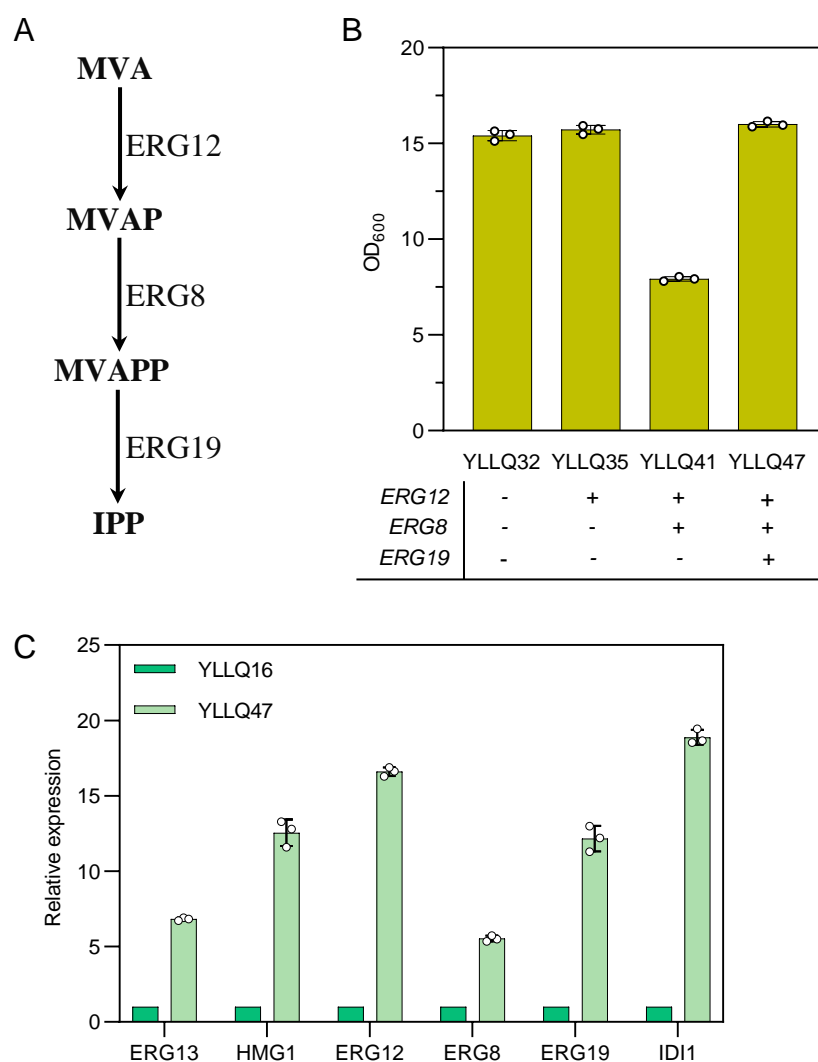 A
MVA
ERG12
MVAP
ERG8
MVAPP
ERG19
IPP
B
20
15
10
5
0
OD600
YLLQ32 YLLQ35 YLLQ41 YLLQ47
ERG12 - + + +
ERG8 - - + +
ERG19 - - - +
C
25
20
15
10
5
0
Relative expression
YLLQ16
YLLQ47
ERG13 HMG1 ERG12 ERG8 ERG19 IDI1